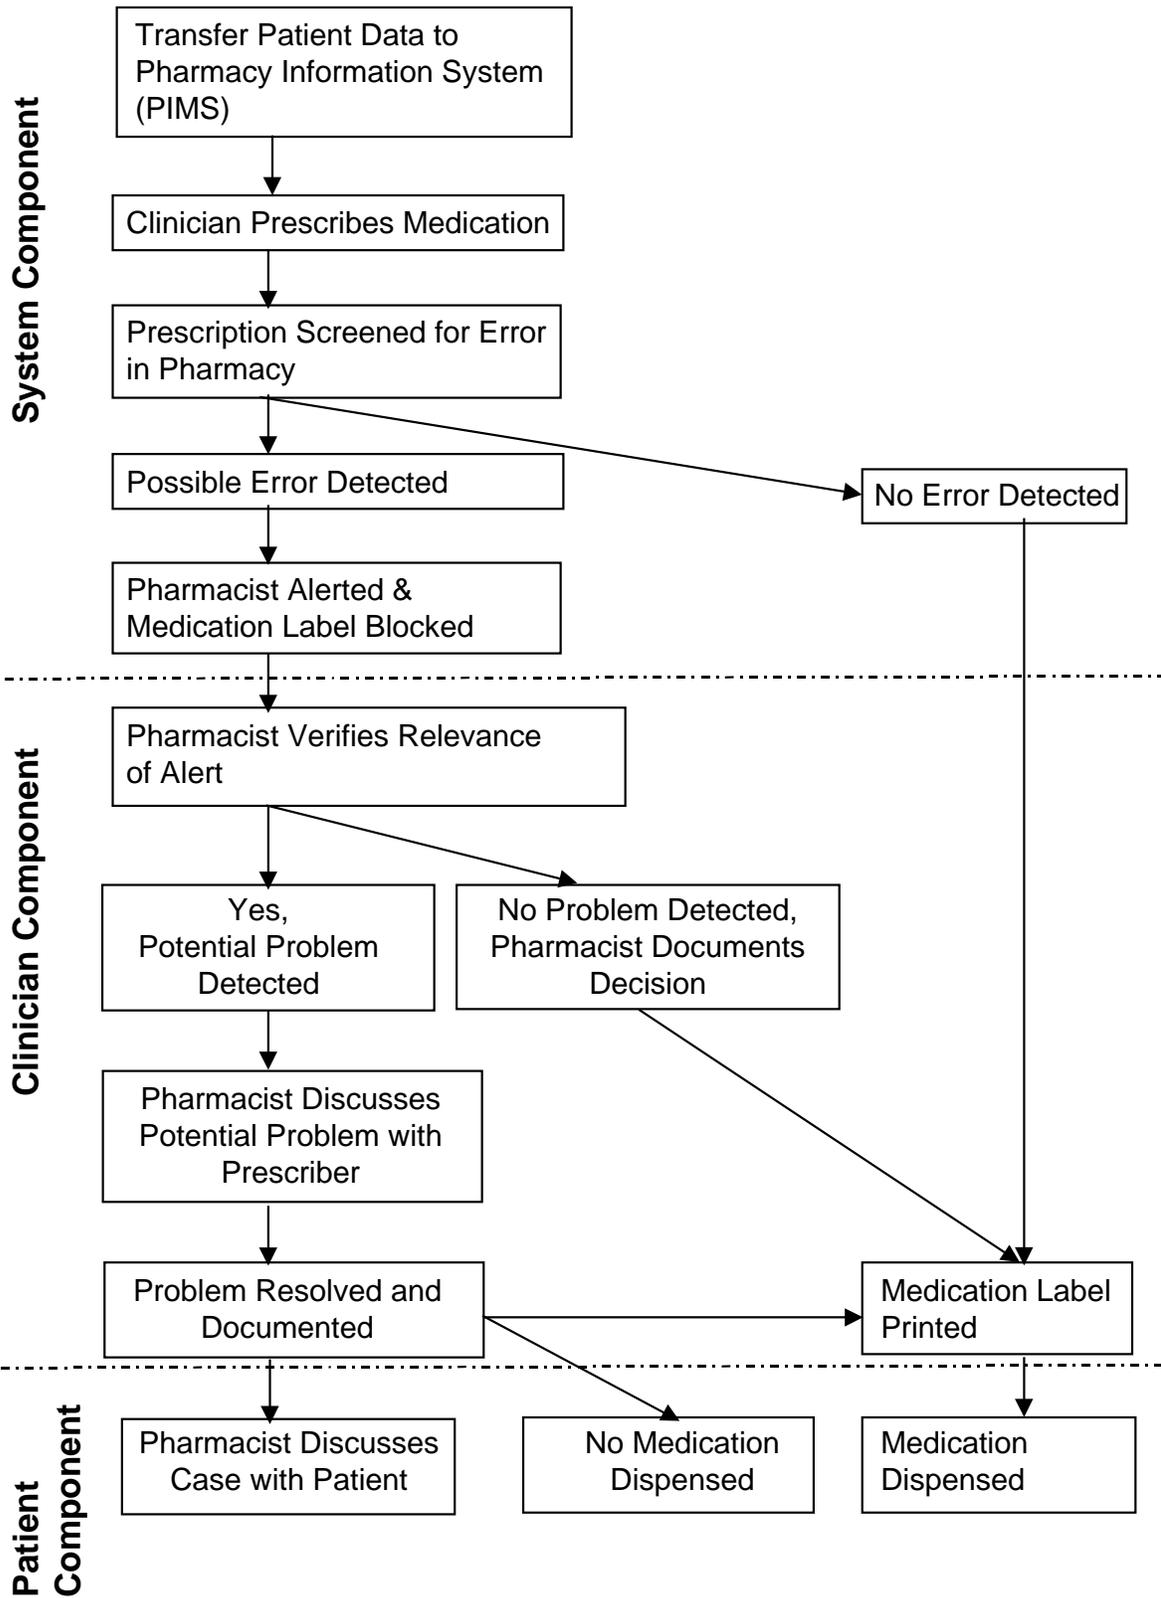 System Component
Transfer Patient Data to
Pharmacy Information System
(PIMS)
Clinician Prescribes Medication
Prescription Screened for Error
in Pharmacy
Possible Error Detected
No Error Detected
Pharmacist Alerted &
Medication Label Blocked
Clinician Component
Pharmacist Verifies Relevance
of Alert
Yes,
Potential Problem
Detected
No Problem Detected,
Pharmacist Documents
Decision
Pharmacist Discusses
Potential Problem with
Prescriber
Problem Resolved and
Documented
Medication Label
Printed
Patient
Component
Pharmacist Discusses
Case with Patient
No Medication
Dispensed
Medication
Dispensed